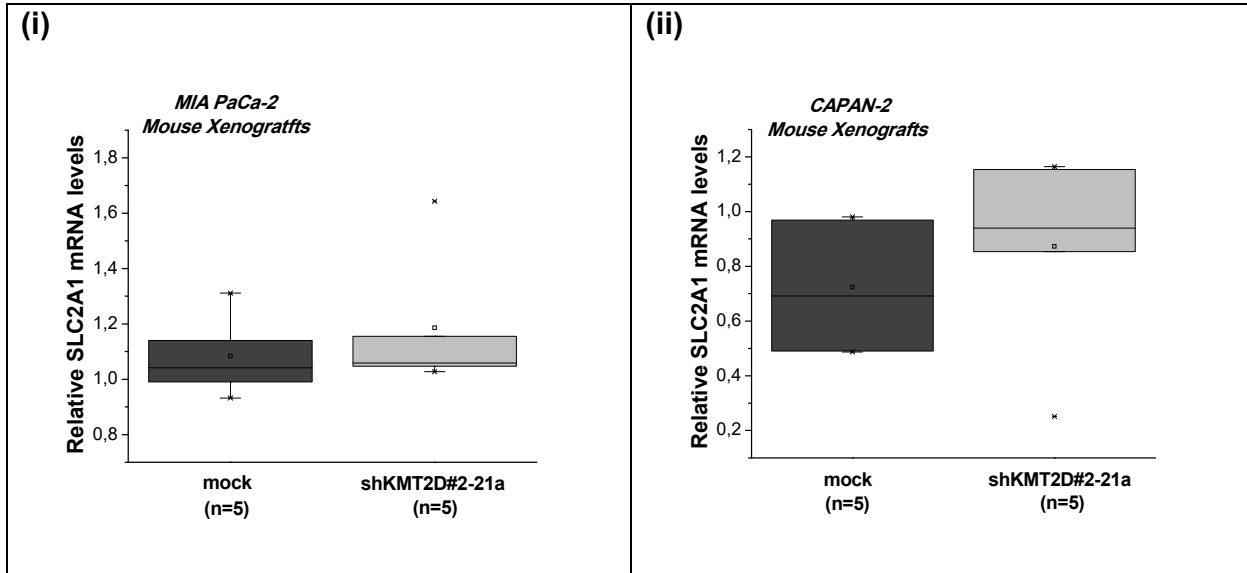 (i)
MIA PaCa-2
Mouse Xenogratfts
Relative SLC2A1 mRNA levels
1,8
1,6
1,4
1,2
1,0
0,8
mock
(n=5)
shKMT2D#2-21a
(n=5)
(ii)
CAPAN-2
Mouse Xenografts
Relative SLC2A1 mRNA levels
1,2
1,0
0,8
0,6
0,4
0,2
mock
(n=5)
shKMT2D#2-21a
(n=5)